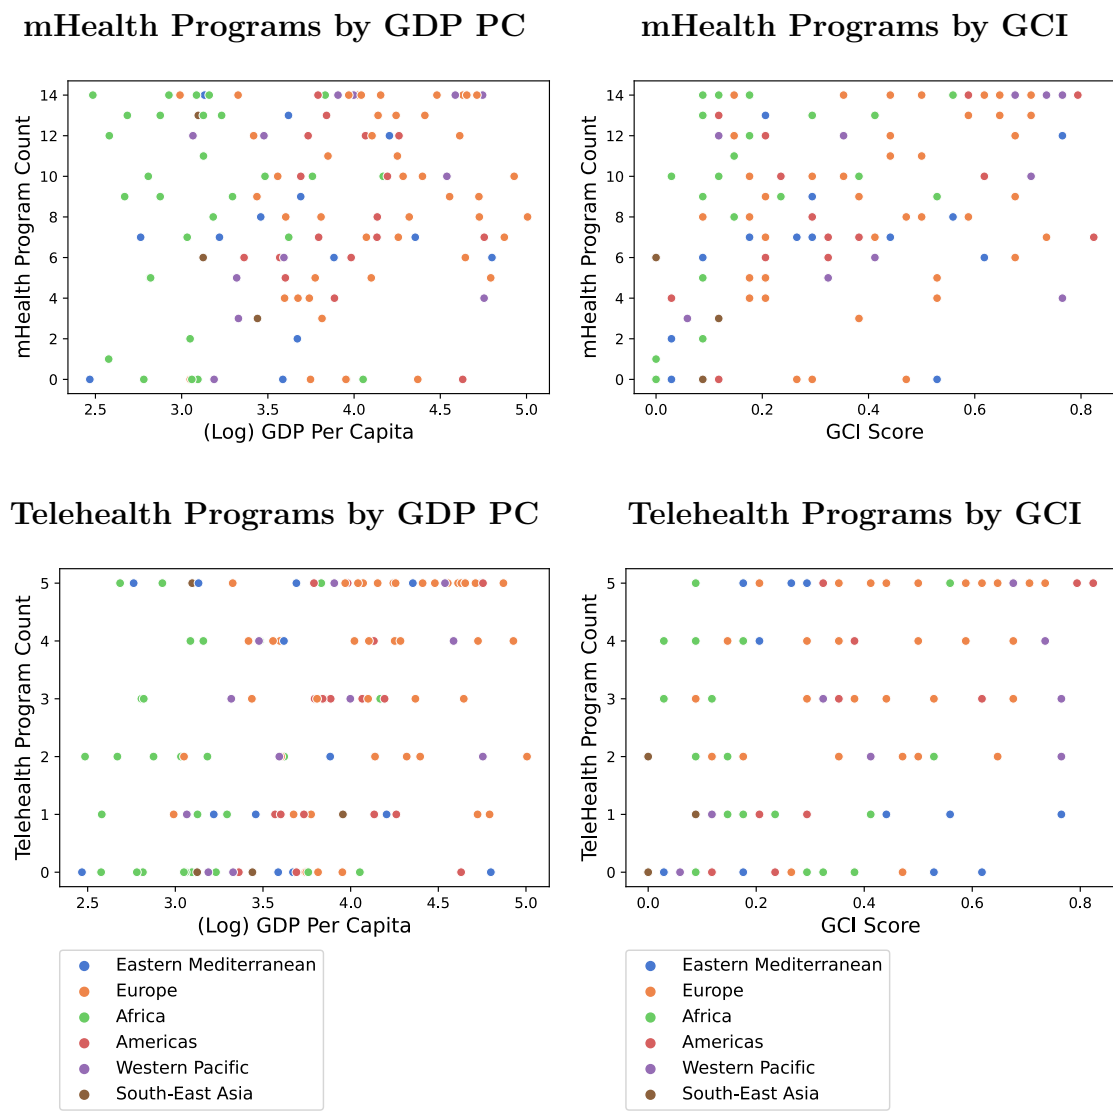 mHealth Programs by GDP PC
mHealth Programs by GCI
mHealth Program Count
14
12
10
8
6
4
2
0
2.5 3.0 3.5 4.0 4.5 5.0
(Log) GDP Per Capita
mHealth Program Count
14
12
10
8
6
4
2
0
0.0 0.2 0.4 0.6 0.8
GCI Score
Telehealth Programs by GDP PC
Telehealth Programs by GCI
Telehealth Program Count
5
4
3
2
1
0
2.5 3.0 3.5 4.0 4.5 5.0
(Log) GDP Per Capita
TeleHealth Program Count
5
4
3
2
1
0
0.0 0.2 0.4 0.6 0.8
GCI Score
Eastern Mediterranean
Europe
Africa
Americas
Western Pacific
South-East Asia
Eastern Mediterranean
Europe
Africa
Americas
Western Pacific
South-East Asia